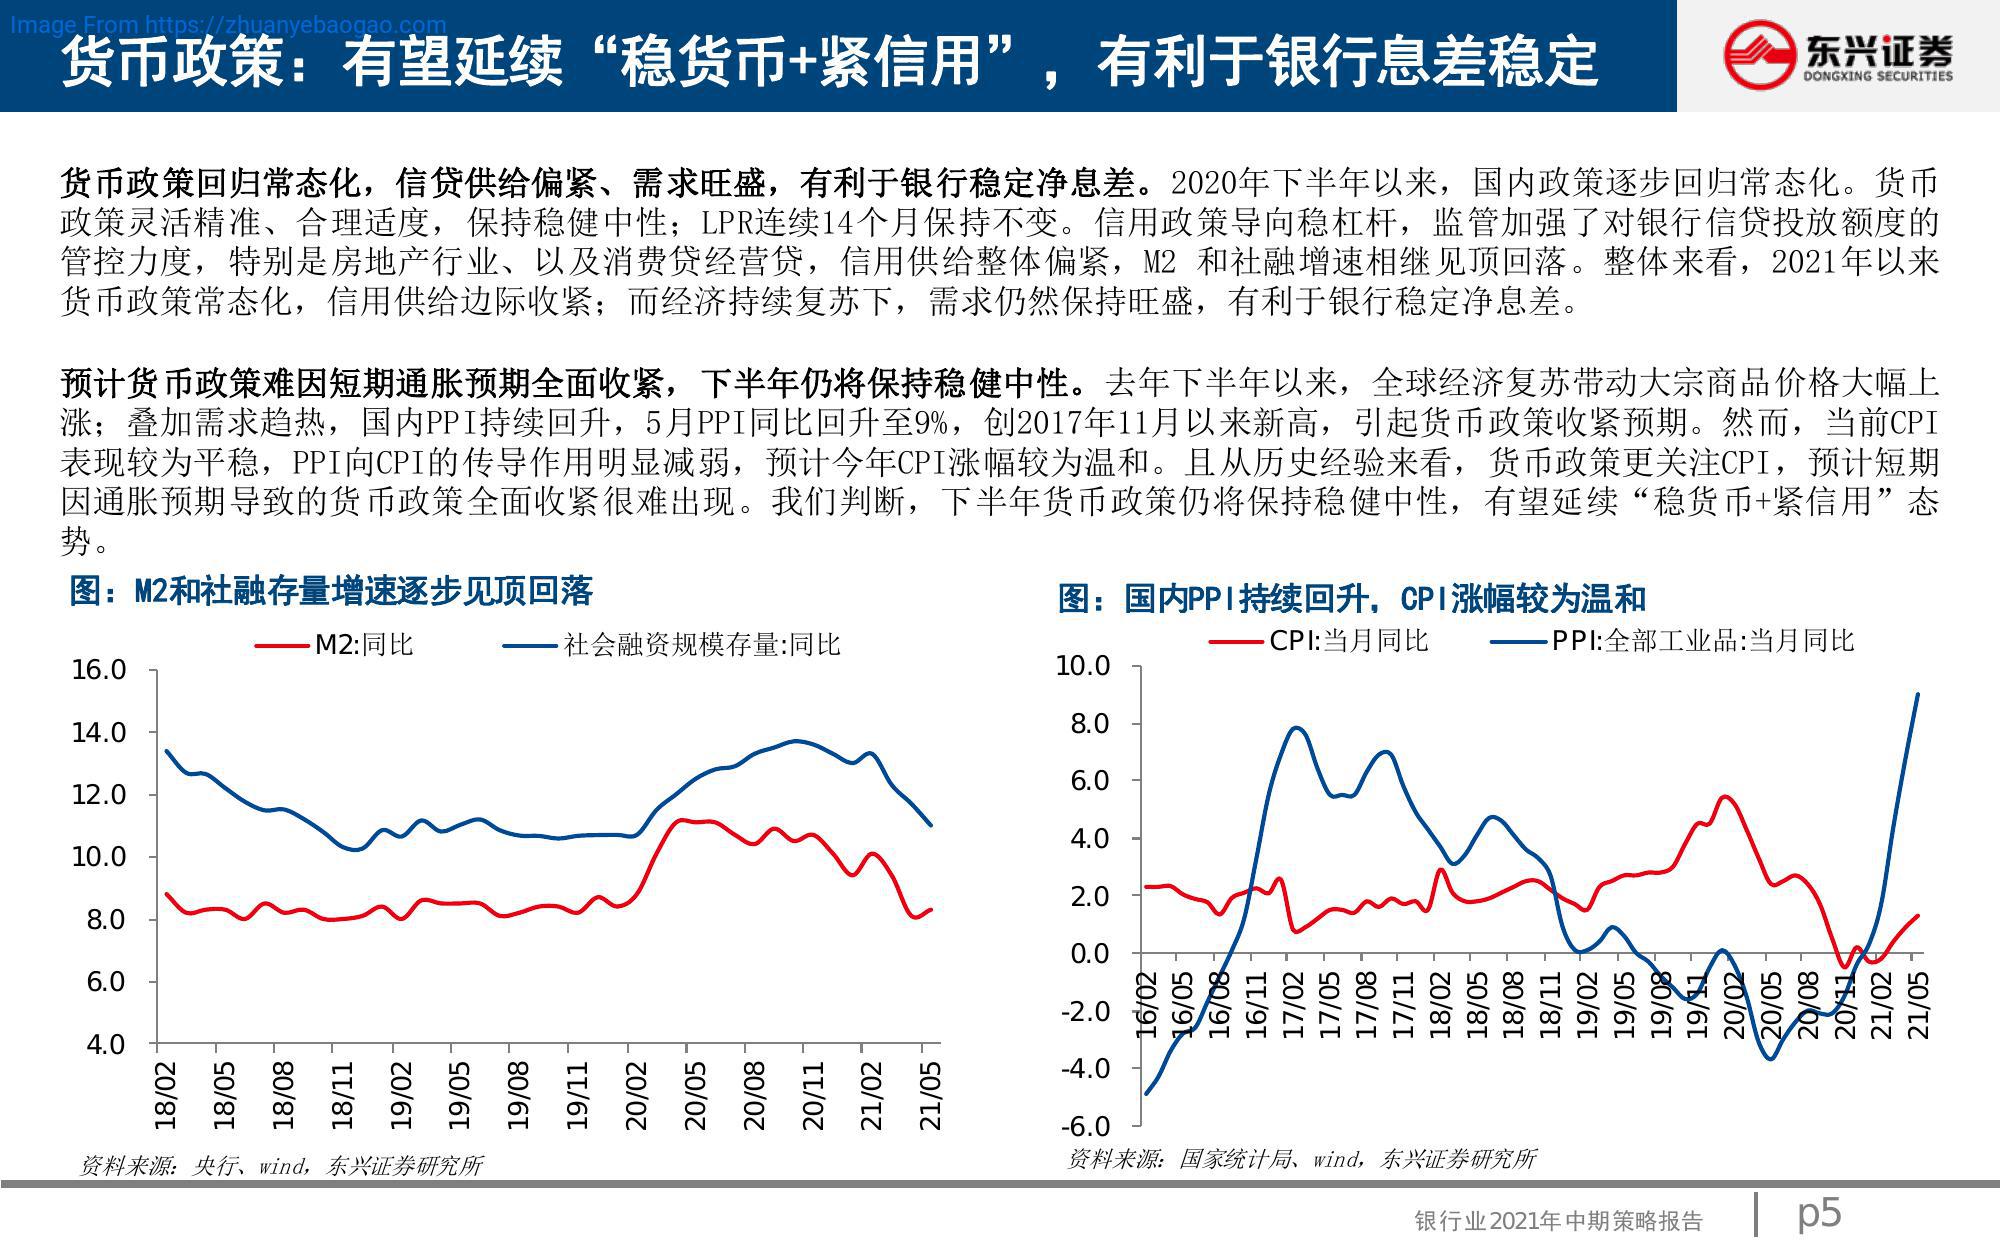 Image From https://zhuanyebaogao.com
货币政策：有望延续“稳货币+紧信用”，有利于银行息差稳定
东兴证券
DONGXING SECURITIES
货币政策回归常态化，信贷供给偏紧、需求旺盛，有利于银行稳定净息差。2020年下半年以来，国内政策逐步回归常态化。货币
政策灵活精准、合理适度，保持稳健中性；LPR连续14个月保持不变。信用政策导向稳杠杆，监管加强了对银行信贷投放额度的
管控力度，特别是房地产行业、以及消费贷经营贷，信用供给整体偏紧，M2 和社融增速相继见顶回落。整体来看，2021年以来
货币政策常态化，信用供给边际收紧；而经济持续复苏下，需求仍然保持旺盛，有利于银行稳定净息差。
预计货币政策难因短期通胀预期全面收紧，下半年仍将保持稳健中性。去年下半年以来，全球经济复苏带动大宗商品价格大幅上
涨；叠加需求趋热，国内PPI持续回升，5月PPI同比回升至9%，创2017年11月以来新高，引起货币政策收紧预期。然而，当前CPI
表现较为平稳，PPI向CPI的传导作用明显减弱，预计今年CPI涨幅较为温和。且从历史经验来看，货币政策更关注CPI，预计短期
因通胀预期导致的货币政策全面收紧很难出现。我们判断，下半年货币政策仍将保持稳健中性，有望延续“稳货币+紧信用”态
势。
图：M2和社融存量增速逐步见顶回落
M2:同比 社会融资规模存量:同比
16.0
14.0
12.0
10.0
8.0
6.0
4.0
18/02 18/05 18/08 18/11 19/02 19/05 19/08 19/11 20/02 20/05 20/08 20/11 21/02 21/05
资料来源：央行、wind，东兴证券研究所
图：国内PPI持续回升，CPI涨幅较为温和
CPI:当月同比 PPI:全部工业品:当月同比
10.0
8.0
6.0
4.0
2.0
0.0
-2.0
-4.0
-6.0
16/02 16/05 16/08 16/11 17/02 17/05 17/08 17/11 18/02 18/05 18/08 18/11 19/02 19/05 19/08 19/11 20/02 20/05 20/08 20/11 21/02 21/05
资料来源：国家统计局、wind，东兴证券研究所
银行业2021年中期策略报告
p5